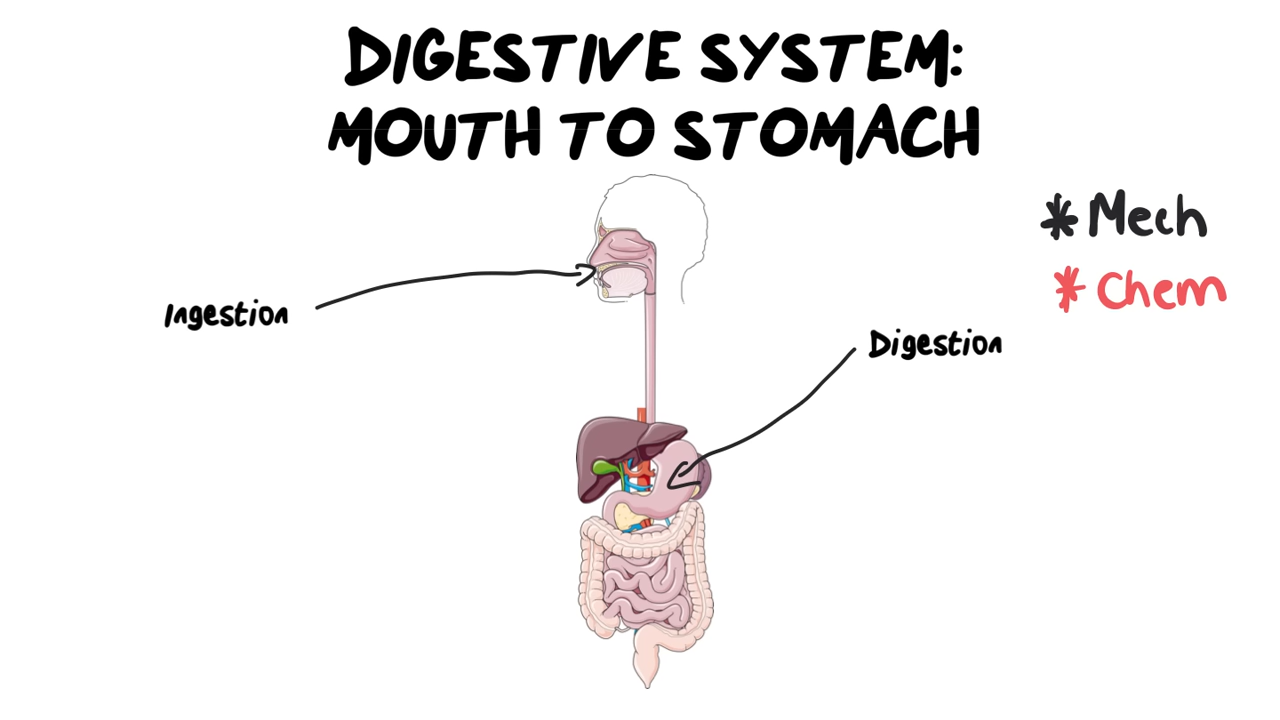 DIGESTIVE SYSTEM:
MOUTH TO STOMACH
* Mech
* Chem
Ingestion
Digestion